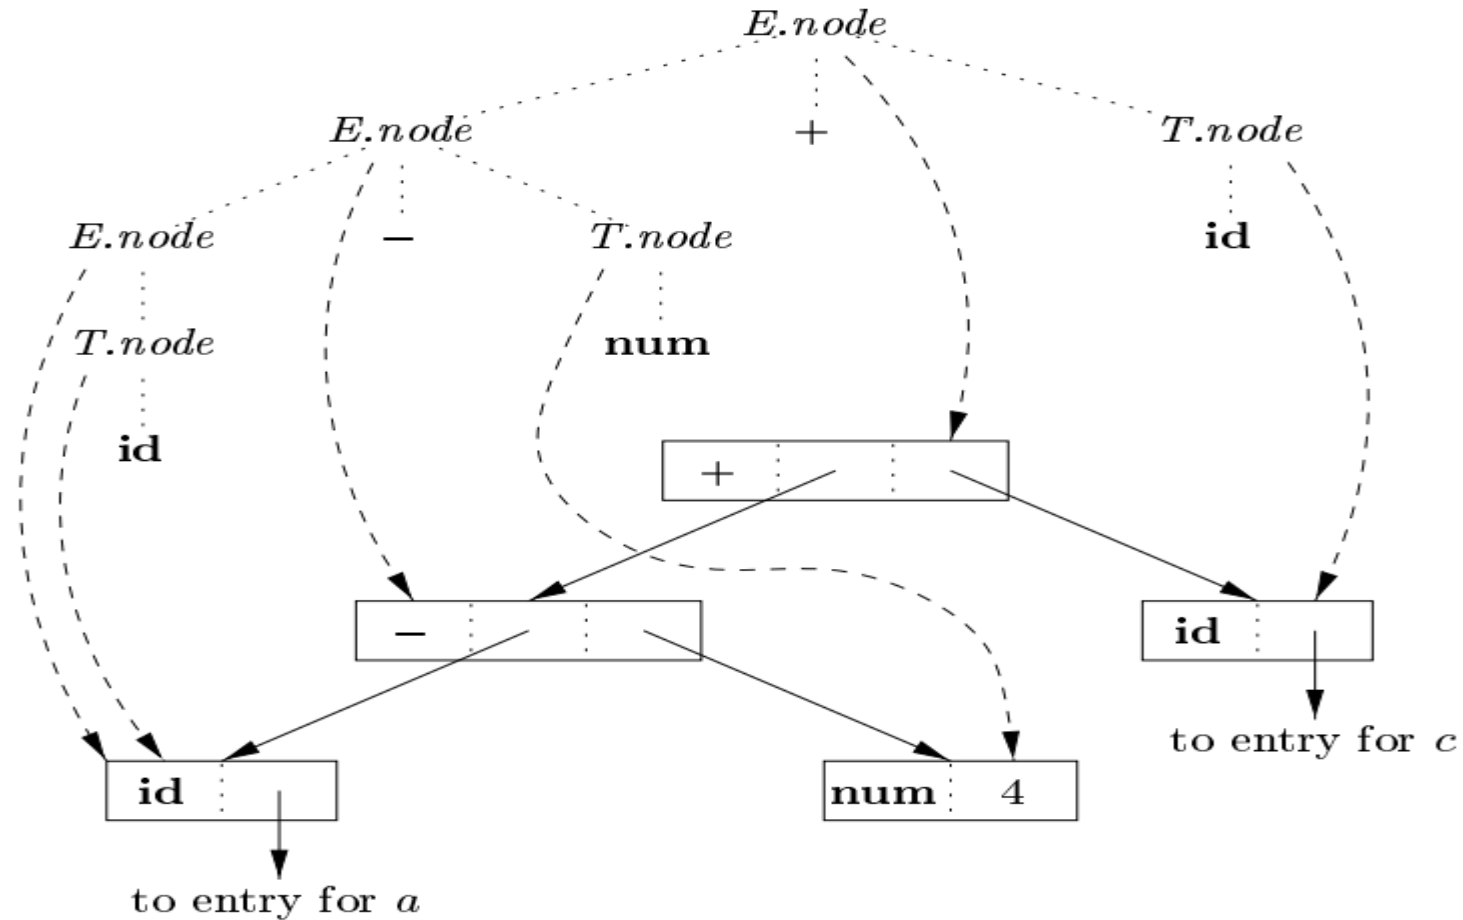 E.node
E.node + T.node
E.node − T.node id
T.node num
id
+
− id
to entry for c
id num 4
to entry for a